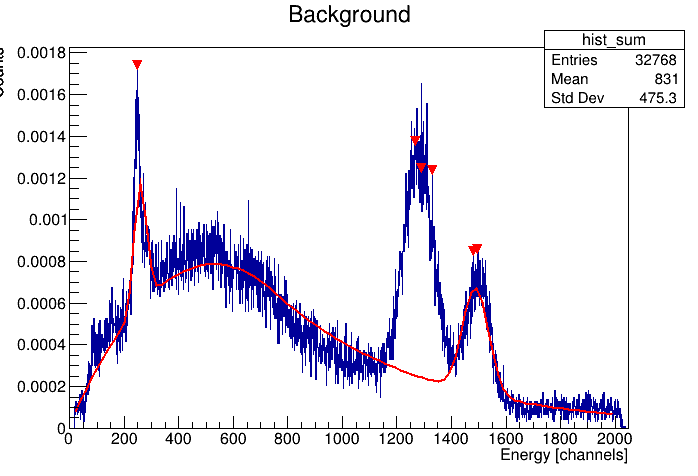 Background
hist_sum
Entries 32768
Mean 831
Std Dev 475.3
0.0018
0.0016
0.0014
0.0012
0.001
0.0008
0.0006
0.0004
0.0002
0
0 200 400 600 800 1000 1200 1400 1600 1800 2000
Energy [channels]